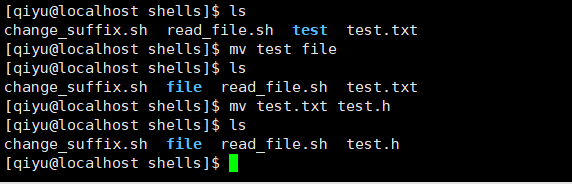 [qiyu@localhost shells]$ ls
change_suffix.sh  read_file.sh  test  test.txt
[qiyu@localhost shells]$ mv test file
[qiyu@localhost shells]$ ls
change_suffix.sh  file  read_file.sh  test.txt
[qiyu@localhost shells]$ mv test.txt test.h
[qiyu@localhost shells]$ ls
change_suffix.sh  file  read_file.sh  test.h
[qiyu@localhost shells]$